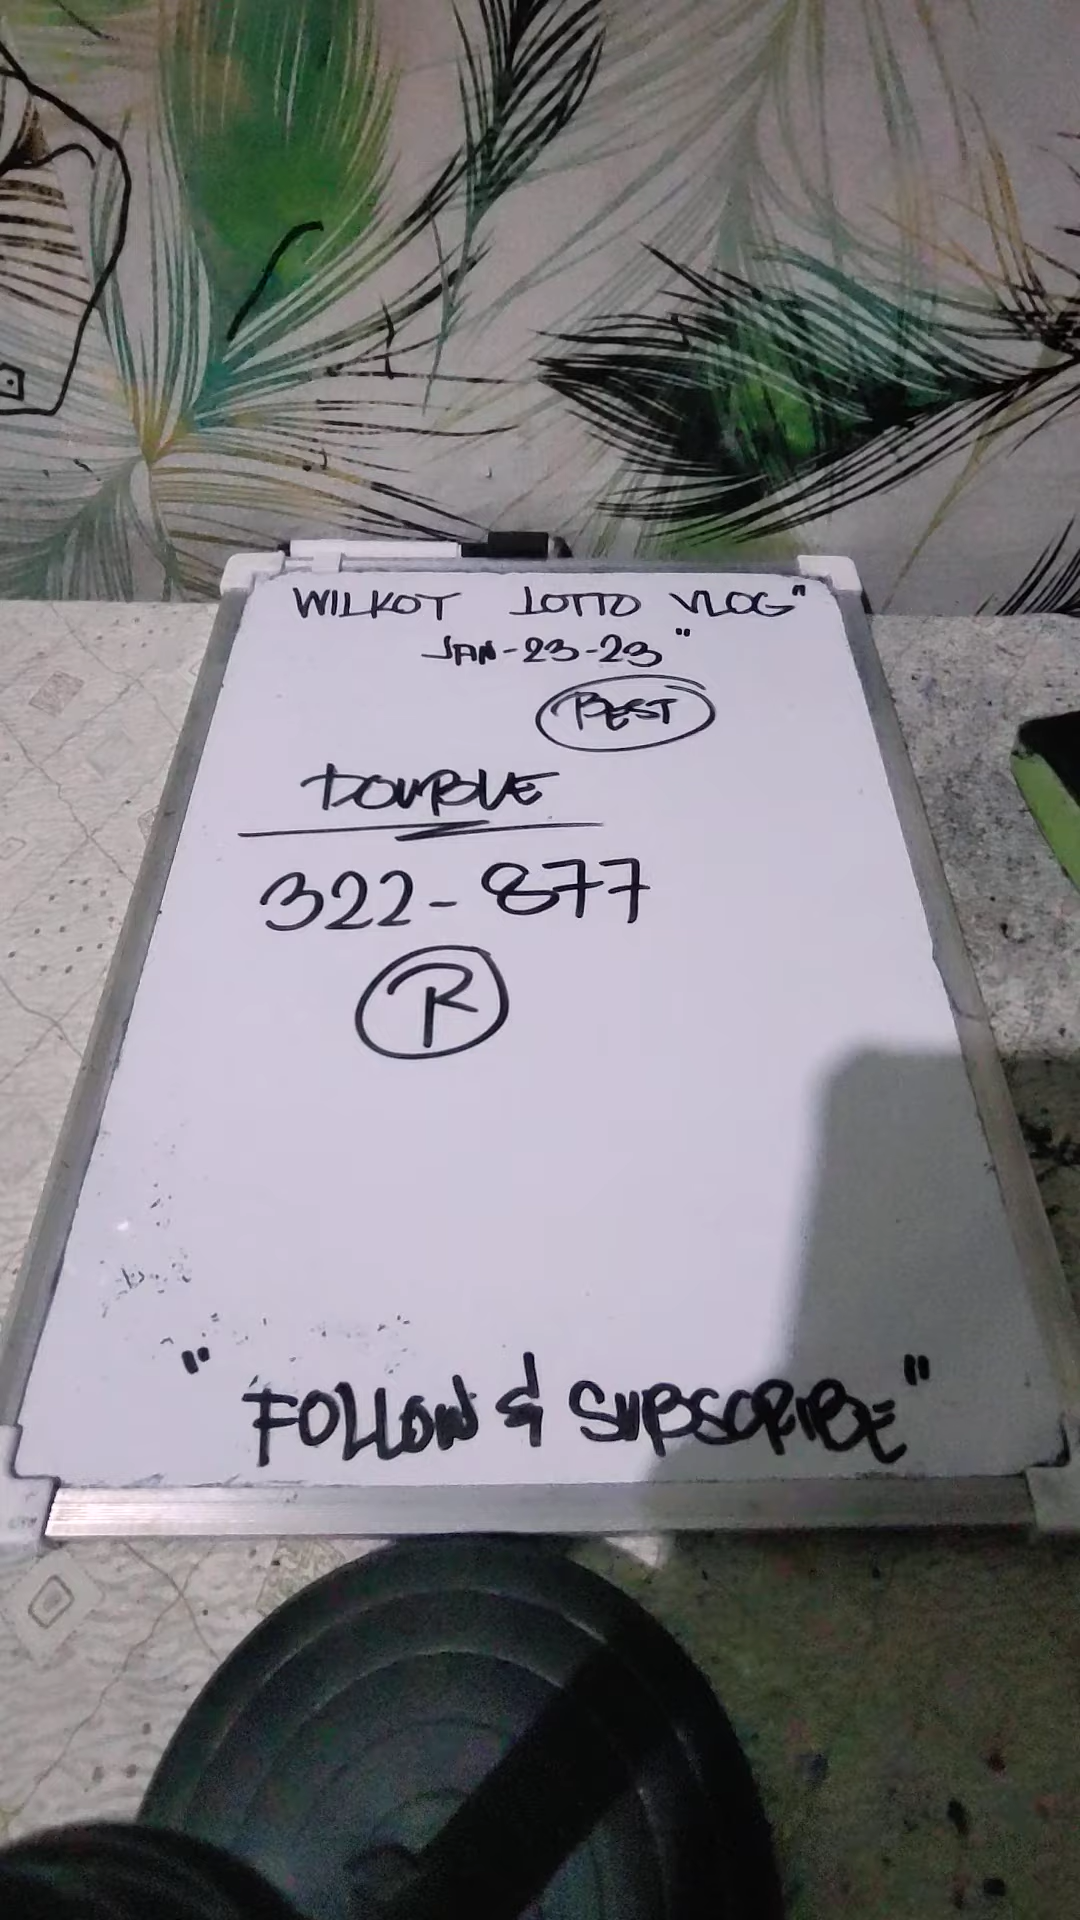 WILKOT LOTTO VLOG"
JAN-23-23"
BEST
DOUBLE
322-877
R
" FOLLOW & SUBSCRIBE"